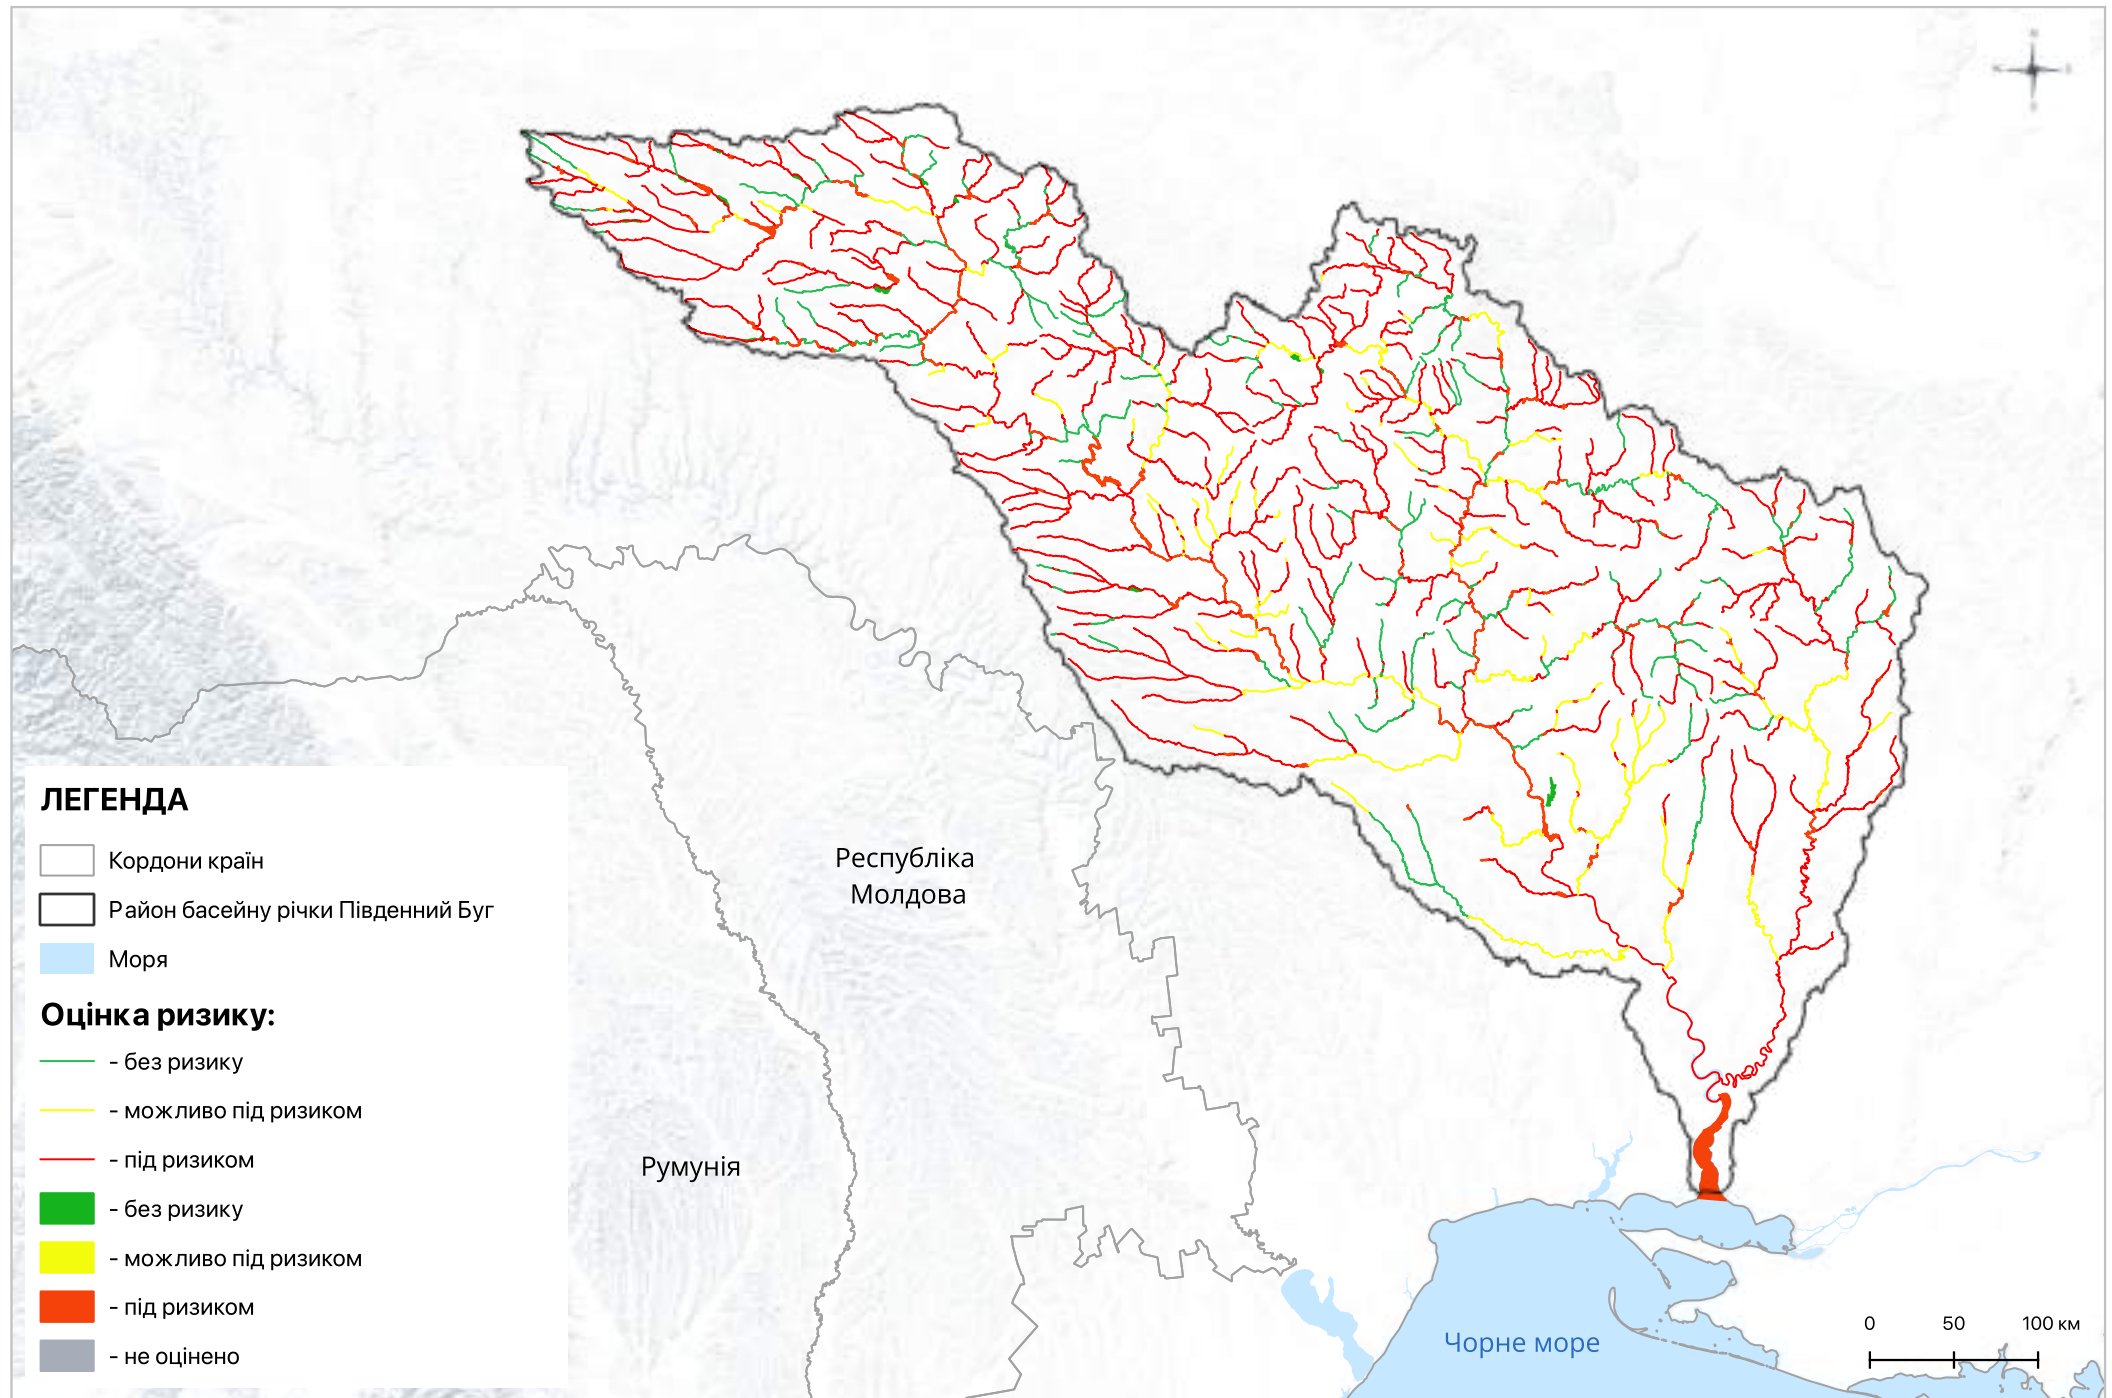 Республіка
Молдова
Румунія
Чорне море
0 50 100 км
ЛЕГЕНДА
Кордони країн
Район басейну річки Південний Буг
Моря
Оцінка ризику:
- без ризику
- можливо під ризиком
- під ризиком
- без ризику
- можливо під ризиком
- під ризиком
- не оцінено